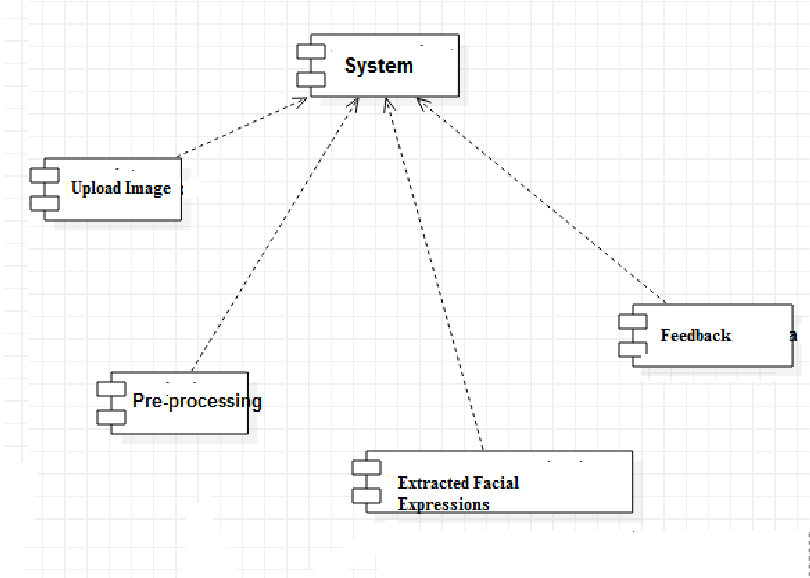 System
Upload Image
Feedback
Pre-processing
Extracted Facial
Expressions